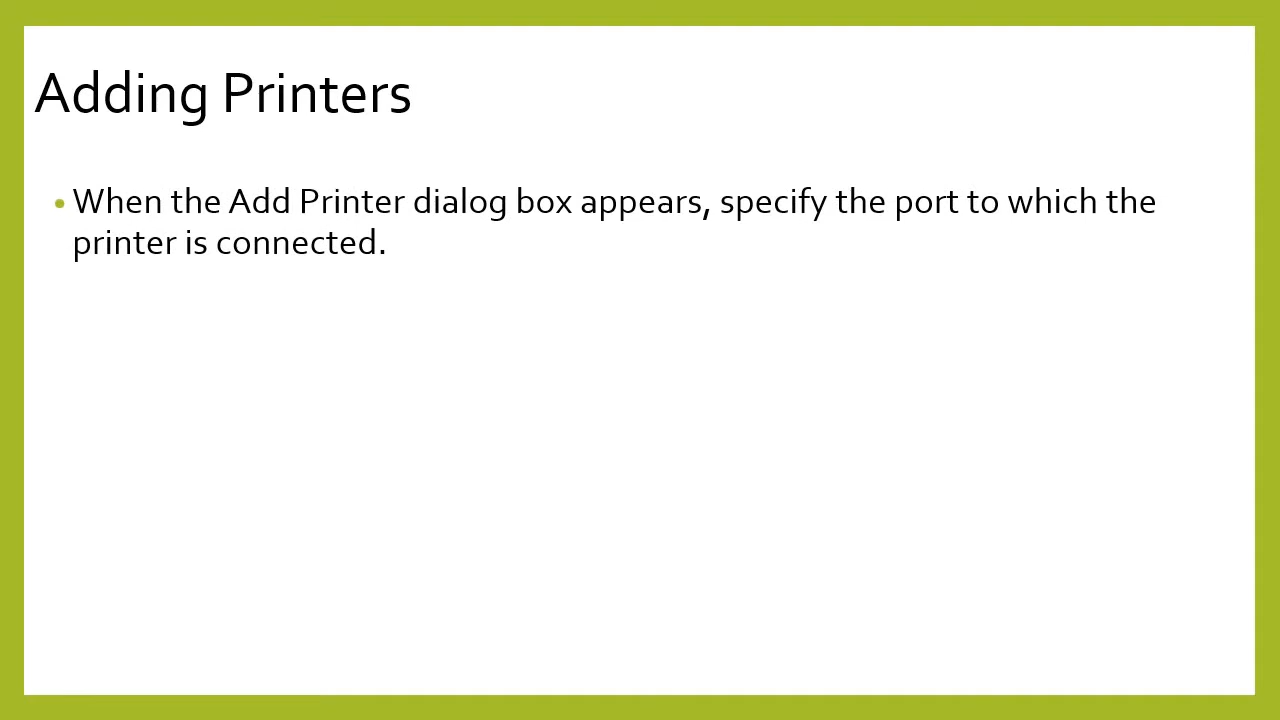 Adding Printers
• When the Add Printer dialog box appears, specify the port to which the
printer is connected.